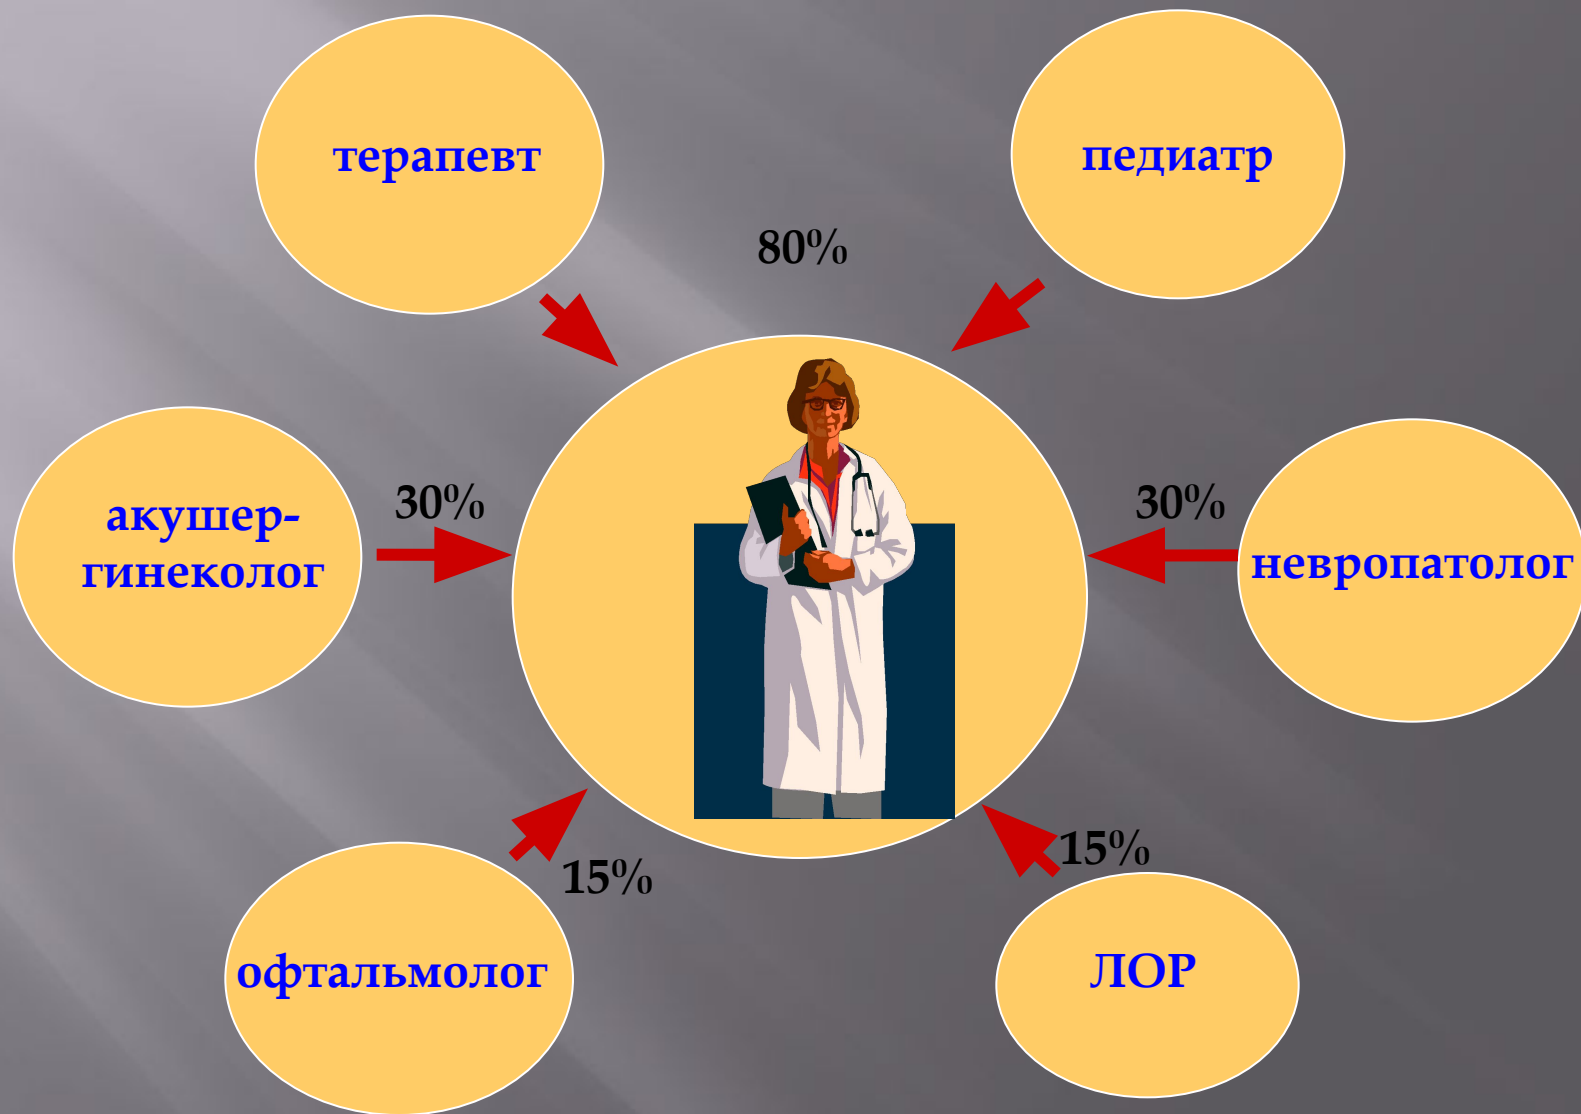 терапевт
педиатр
80%
акушер-
гинеколог
30%
30%
невропатолог
15%
15%
офтальмолог
ЛОР